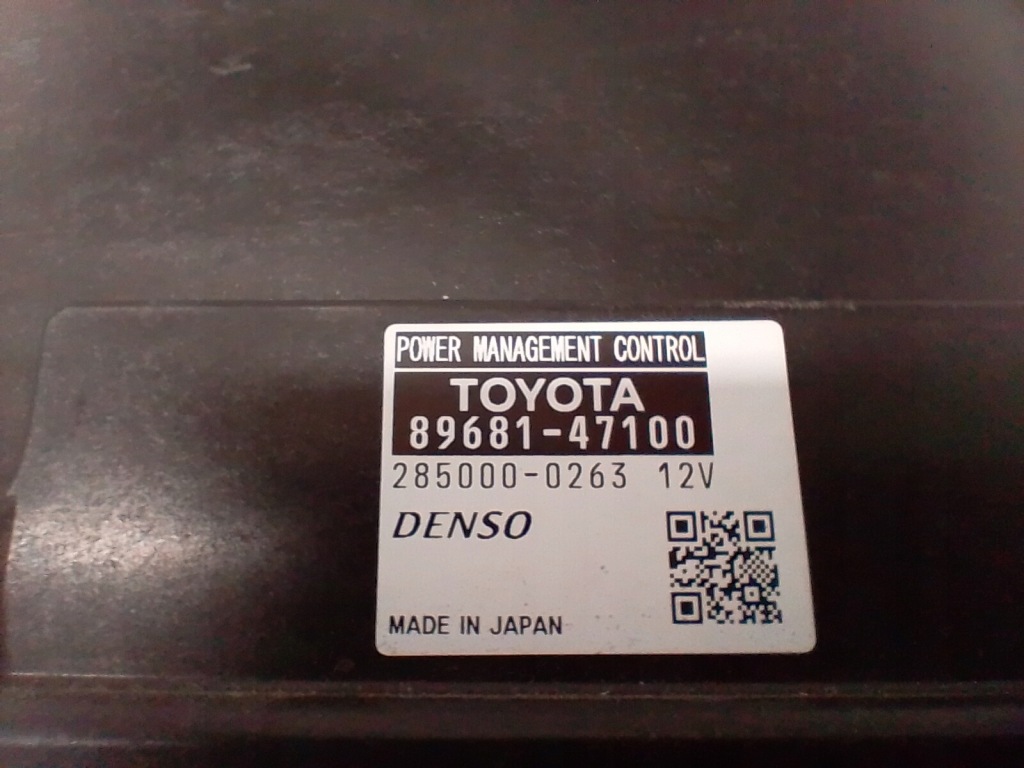 POWER MANAGEMENT CONTROL
TOYOTA
89681-47100
285000-0263 12V
DENSO
MADE IN JAPAN